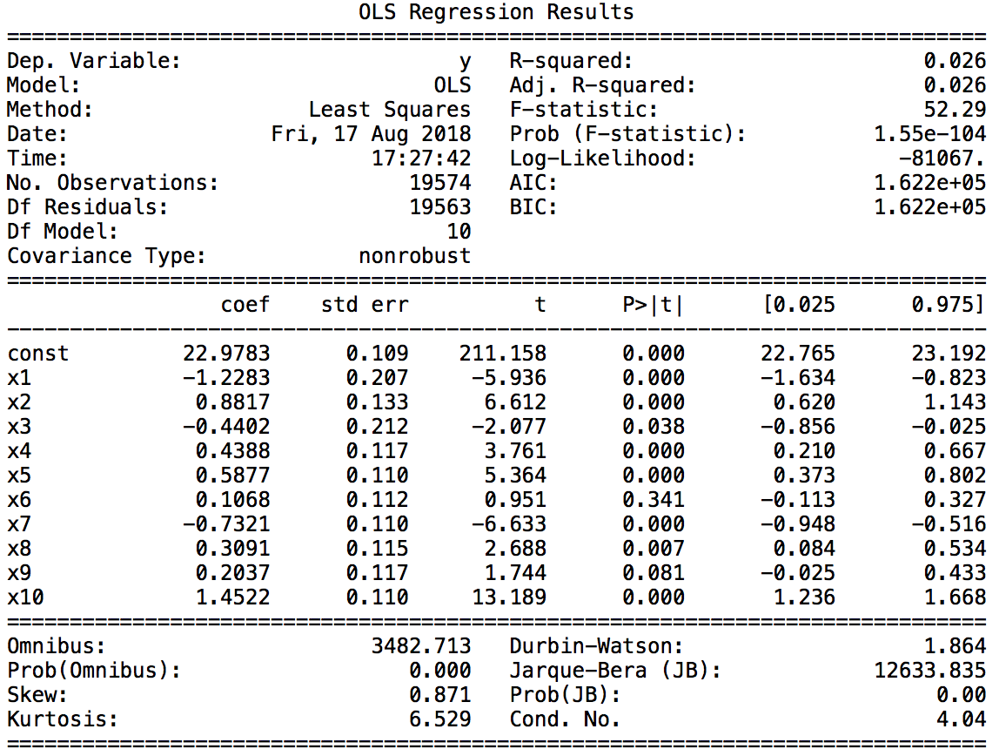 OLS Regression Results
==============================================================================
Dep. Variable:                      y   R-squared:                       0.026
Model:                            OLS   Adj. R-squared:                  0.026
Method:                 Least Squares   F-statistic:                     52.29
Date:                Fri, 17 Aug 2018   Prob (F-statistic):          1.55e-104
Time:                        17:27:42   Log-Likelihood:                -81067.
No. Observations:               19574   AIC:                         1.622e+05
Df Residuals:                   19563   BIC:                         1.622e+05
Df Model:                          10
Covariance Type:            nonrobust
==============================================================================
                 coef    std err          t      P>|t|      [0.025      0.975]
------------------------------------------------------------------------------
const         22.9783      0.109    211.158      0.000      22.765      23.192
x1            -1.2283      0.207     -5.936      0.000      -1.634      -0.823
x2             0.8817      0.133      6.612      0.000       0.620       1.143
x3            -0.4402      0.212     -2.077      0.038      -0.856      -0.025
x4             0.4388      0.117      3.761      0.000       0.210       0.667
x5             0.5877      0.110      5.364      0.000       0.373       0.802
x6             0.1068      0.112      0.951      0.341      -0.113       0.327
x7            -0.7321      0.110     -6.633      0.000      -0.948      -0.516
x8             0.3091      0.115      2.688      0.007       0.084       0.534
x9             0.2037      0.117      1.744      0.081      -0.025       0.433
x10            1.4522      0.110     13.189      0.000       1.236       1.668
==============================================================================
Omnibus:                     3482.713   Durbin-Watson:                   1.864
Prob(Omnibus):                  0.000   Jarque-Bera (JB):            12633.835
Skew:                           0.871   Prob(JB):                         0.00
Kurtosis:                       6.529   Cond. No.                         4.04
==============================================================================